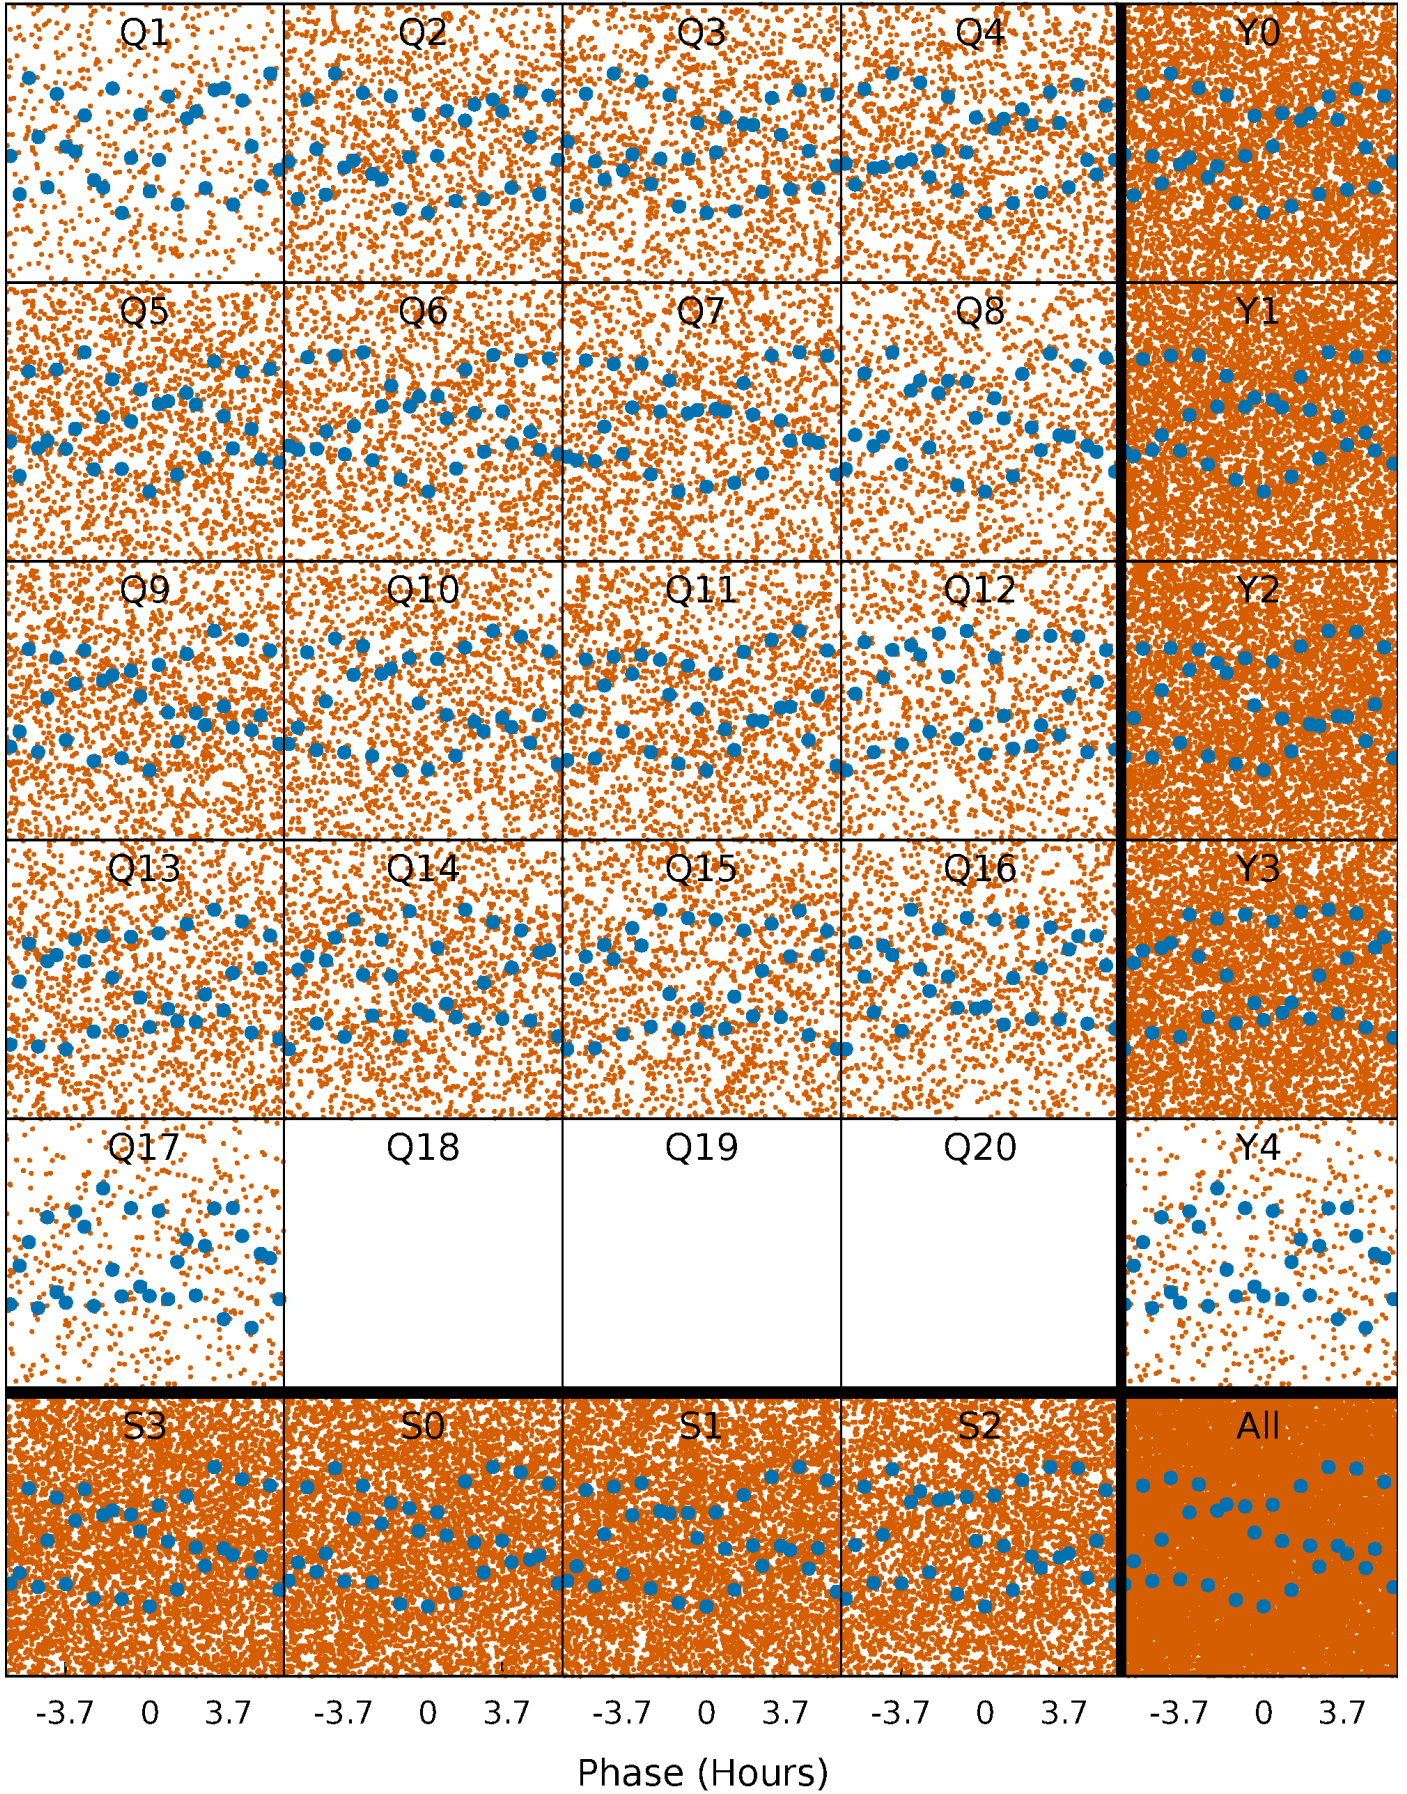 Q1 Q2 Q3 Q4 Y0
Q5 Q6 Q7 Q8 Y1
Q9 Q10 Q11 Q12 Y2
Q13 Q14 Q15 Q16 Y3
Q17 Q18 Q19 Q20 Y4
S3 S0 S1 S2 All
-3.7 0 3.7 -3.7 0 3.7 -3.7 0 3.7 -3.7 0 3.7 -3.7 0 3.7
Phase (Hours)